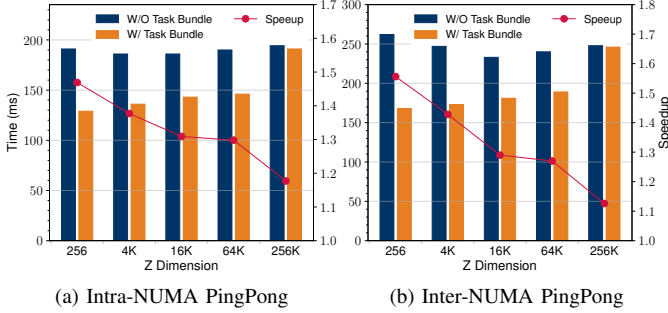 W/O Task Bundle
W/ Task Bundle
Speeup
Time (ms)
200
150
100
50
0
1.7
1.6
1.5
1.4
1.3
1.2
1.1
1.0
256 4K 16K 64K 256K
Z Dimension
(a) Intra-NUMA PingPong
W/O Task Bundle
W/ Task Bundle
Speeup
300
250
200
150
100
50
0
1.8
1.7
1.6
1.5
1.4
1.3
1.2
1.1
1.0
Speedup
256 4K 16K 64K 256K
Z Dimension
(b) Inter-NUMA PingPong